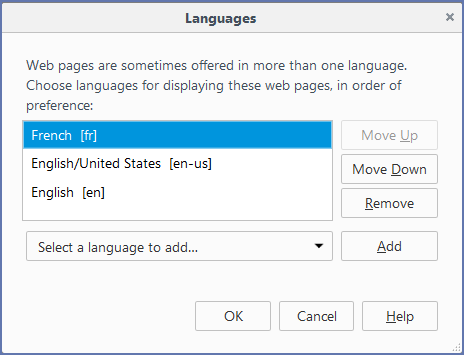 Languages
Web pages are sometimes offered in more than one language.
Choose languages for displaying these web pages, in order of
preference:
French [fr]
English/United States [en-us]
English [en]
Move Up
Move Down
Remove
Select a language to add...
Add
OK
Cancel
Help